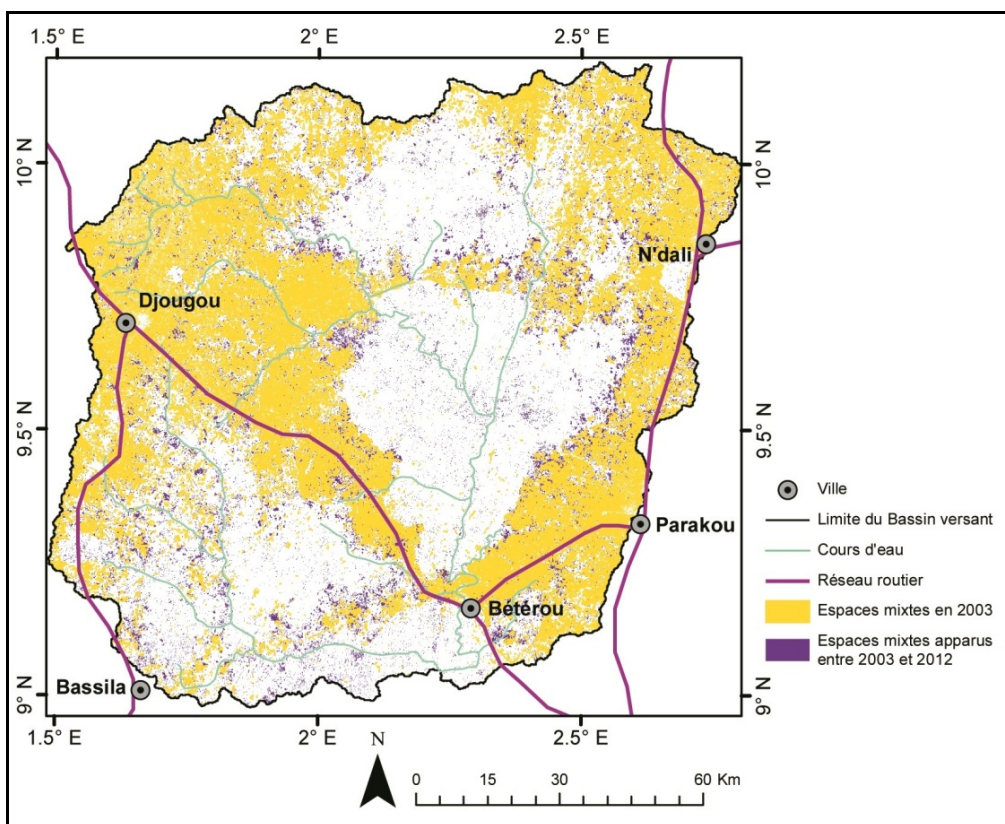 1.5° E 2° E 2.5° E
10° N
10° N
N'dali
Djougou
9.5° N
9.5° N
Ville
Limite du Bassin versant
Parakou
Cours d'eau
Réseau routier
Bétérou
Espaces mixtes en 2003
Espaces mixtes apparus
entre 2003 et 2012
Bassila
9° N
9° N
1.5° E 2° E 2.5° E
N
0 15 30 60 Km